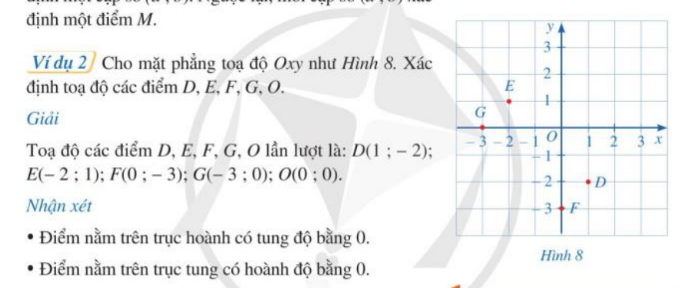 định một điểm M.
Ví dụ 2 Cho mặt phẳng toạ độ Oxy như Hình 8. Xác
định toạ độ các điểm D, E, F, G, O.
Giải
Toạ độ các điểm D, E, F, G, O lần lượt là: D(1 ; – 2);
E(– 2 ; 1); F(0 ; – 3); G(– 3 ; 0); O(0 ; 0).
Nhận xét
• Điểm nằm trên trục hoành có tung độ bằng 0.
• Điểm nằm trên trục tung có hoành độ bằng 0.
y
3
2
E
1
G
– 3 – 2 – 1 O 1 2 3 x
– 1
– 2 D
– 3 F
Hình 8